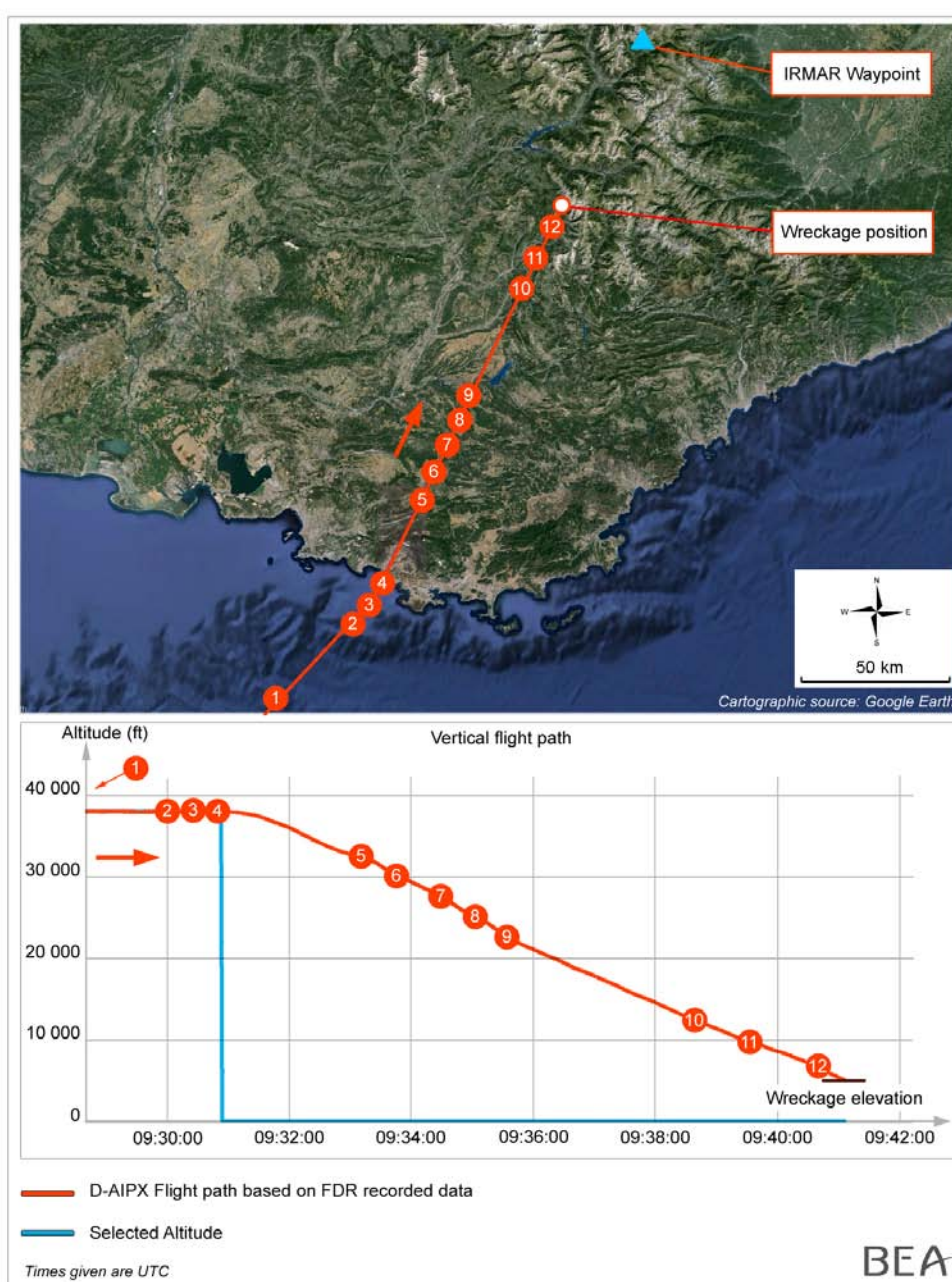 IRMAR Waypoint
Wreckage position
12
11
10
9
8
7
6
5
4
3
2
1
N
W E
S
50 km
Cartographic source: Google Earth
Altitude (ft)
Vertical flight path
1
40 000
2 3 4
5
30 000
6
7
8
9
20 000
10
10 000
11
12
Wreckage elevation
0
09:30:00 09:32:00 09:34:00 09:36:00 09:38:00 09:40:00 09:42:00
D-AIPX Flight path based on FDR recorded data
Selected Altitude
Times given are UTC
BEA